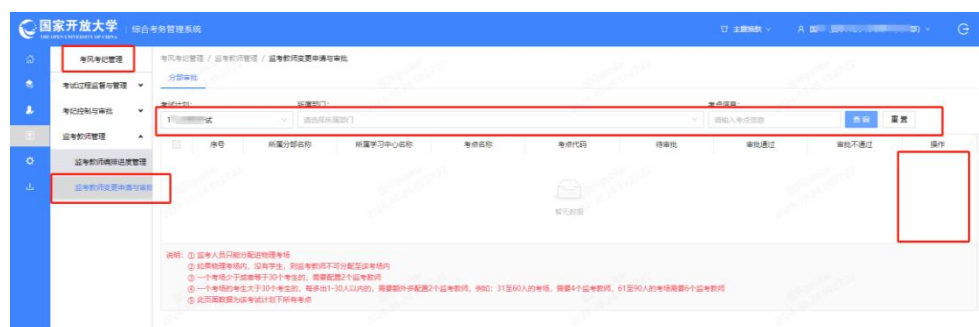 国家开放大学 综合考务管理系统
THE OPEN UNIVERSITY OF CHINA
考风考纪管理
考试过程监督与管理
考纪控制与审批
监考教师管理
监考教师编排进度管理
监考教师变更申请与审批
考风考纪管理 / 监考教师管理 / 监考教师变更申请与审批
分部审批
考试计划: 所属部门: 考点信息:
试 请选择所属部门 请输入考点信息 查询 重置
序号 所属分部名称 所属学习中心名称 考点名称 考点代码 待审批 审批通过 审批不通过 操作
暂无数据
说明: ① 监考人员只能分配进物理考场
② 如果物理考场内，没有学生，则监考教师不可分配至该考场内
③ 一个考场少于或者等于30个考生的，需要配置2个监考教师
④ 一个考场的考生大于30个考生的，每多出1-30人以内的，需要额外多配置2个监考教师，例如：31至60人的考场，需要4个监考教师，61至90人的考场需要6个监考教师
⑤ 此页面数据为该考试计划下所有考点